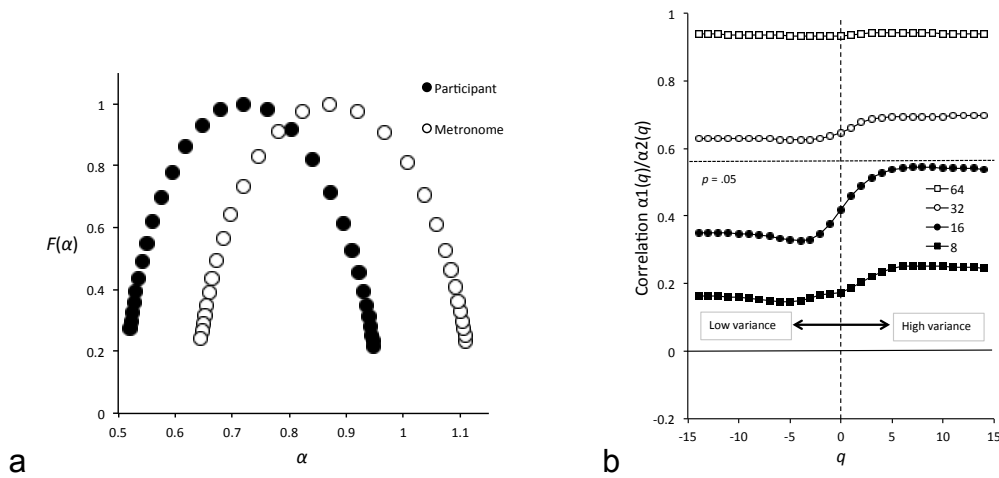 Participant
Metronome
1
0.8
0.6
0.4
0.2
0
F(α)
0.5 0.6 0.7 0.8 0.9 1 1.1
α
a
1
0.8
0.6
0.4
0.2
0
-0.2
Correlation α1(q)/α2(q)
p = .05
64
32
16
8
Low variance
High variance
-15 -10 -5 0 5 10 15
q
b